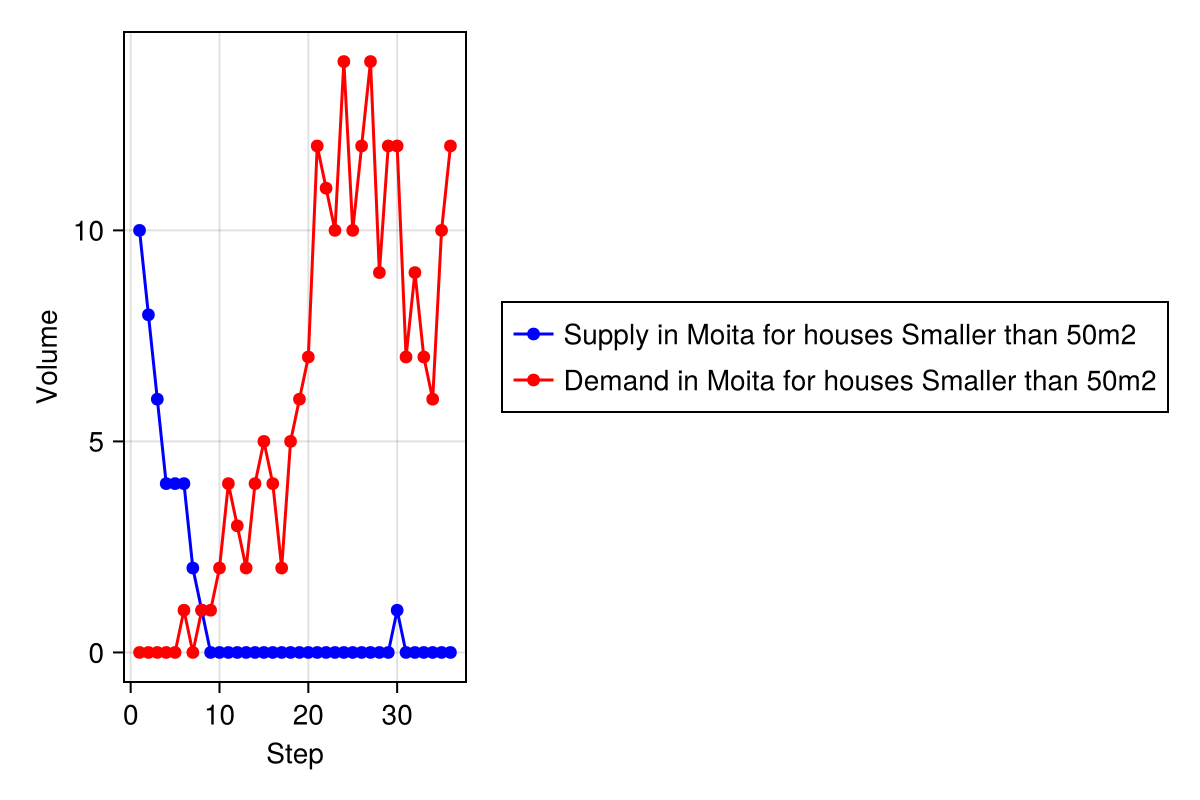 10
5
0
Volume
0 10 20 30
Step
Supply in Moita for houses Smaller than 50m2
Demand in Moita for houses Smaller than 50m2